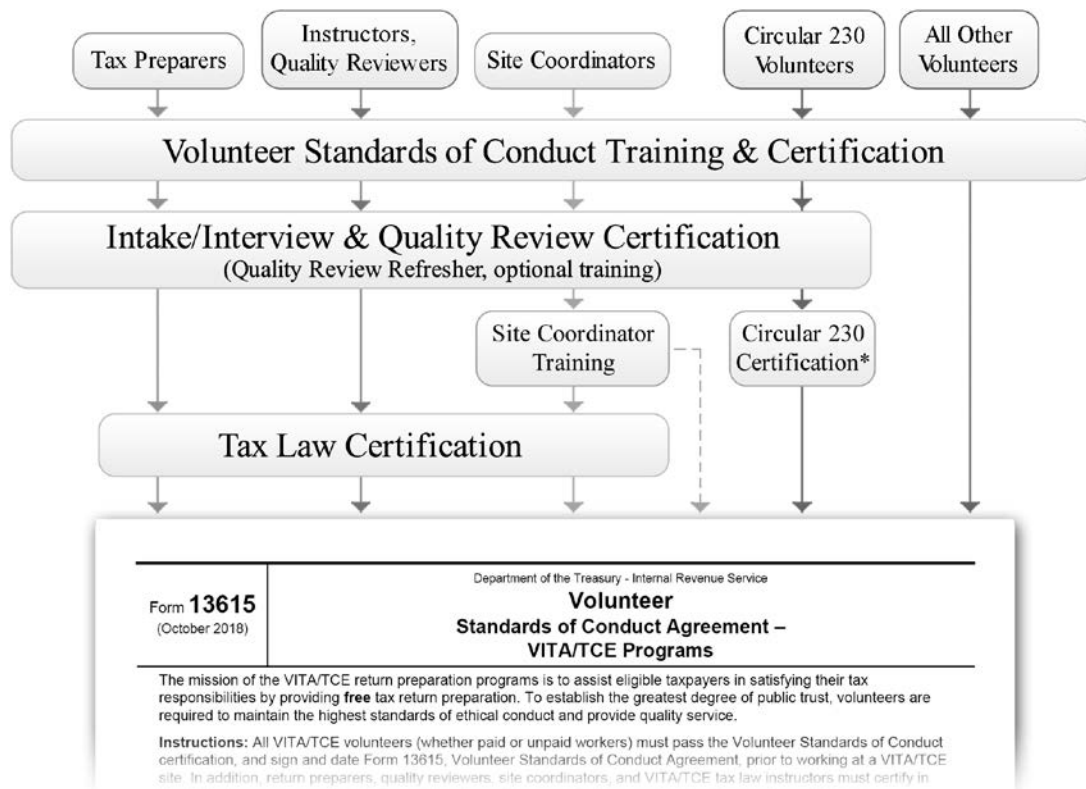 Tax Preparers
Instructors,
Quality Reviewers
Site Coordinators
Circular 230
Volunteers
All Other
Volunteers
Volunteer Standards of Conduct Training & Certification
Intake/Interview & Quality Review Certification
(Quality Review Refresher, optional training)
Site Coordinator
Training
Circular 230
Certification*
Tax Law Certification
Form 13615
(October 2018)
Department of the Treasury - Internal Revenue Service
Volunteer
Standards of Conduct Agreement –
VITA/TCE Programs
The mission of the VITA/TCE return preparation programs is to assist eligible taxpayers in satisfying their tax
responsibilities by providing free tax return preparation. To establish the greatest degree of public trust, volunteers are
required to maintain the highest standards of ethical conduct and provide quality service.
Instructions: All VITA/TCE volunteers (whether paid or unpaid workers) must pass the Volunteer Standards of Conduct
certification, and sign and date Form 13615, Volunteer Standards of Conduct Agreement, prior to working at a VITA/TCE
site. In addition, return preparers, quality reviewers, site coordinators, and VITA/TCE tax law instructors must certify in